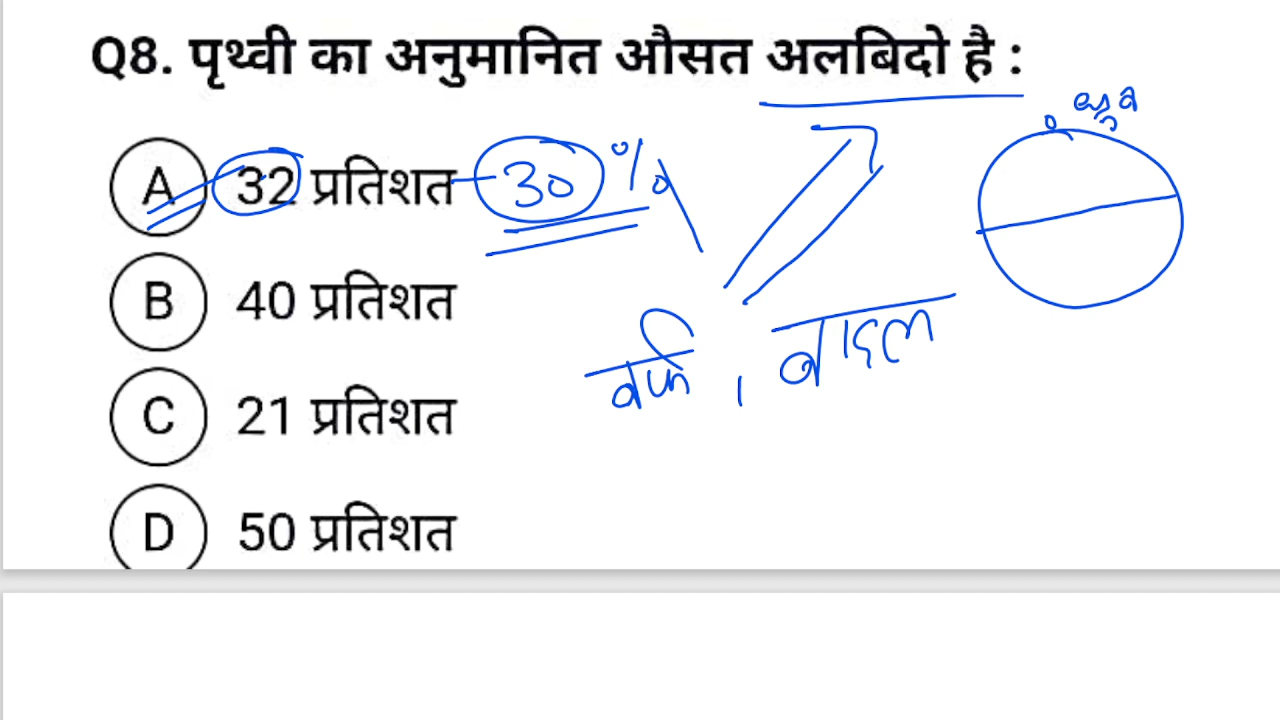 Q8. पृथ्वी का अनुमानित औसत अलबिदो है :
ध्रुव
A 32 प्रतिशत 30 %
B 40 प्रतिशत
बर्फ , बादल
C 21 प्रतिशत
D 50 प्रतिशत